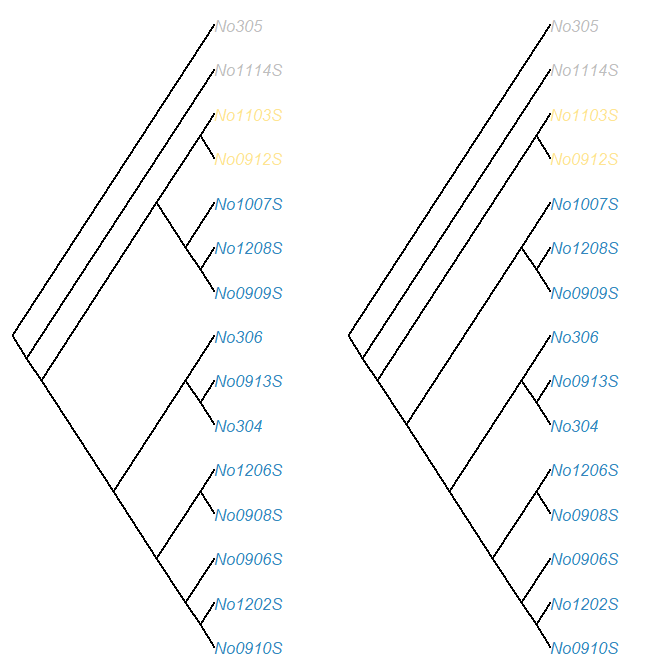 No305 No305
No1114S No1114S
No1103S No1103S
No0912S No0912S
No1007S No1007S
No1208S No1208S
No0909S No0909S
No306 No306
No0913S No0913S
No304 No304
No1206S No1206S
No0908S No0908S
No0906S No0906S
No1202S No1202S
No0910S No0910S